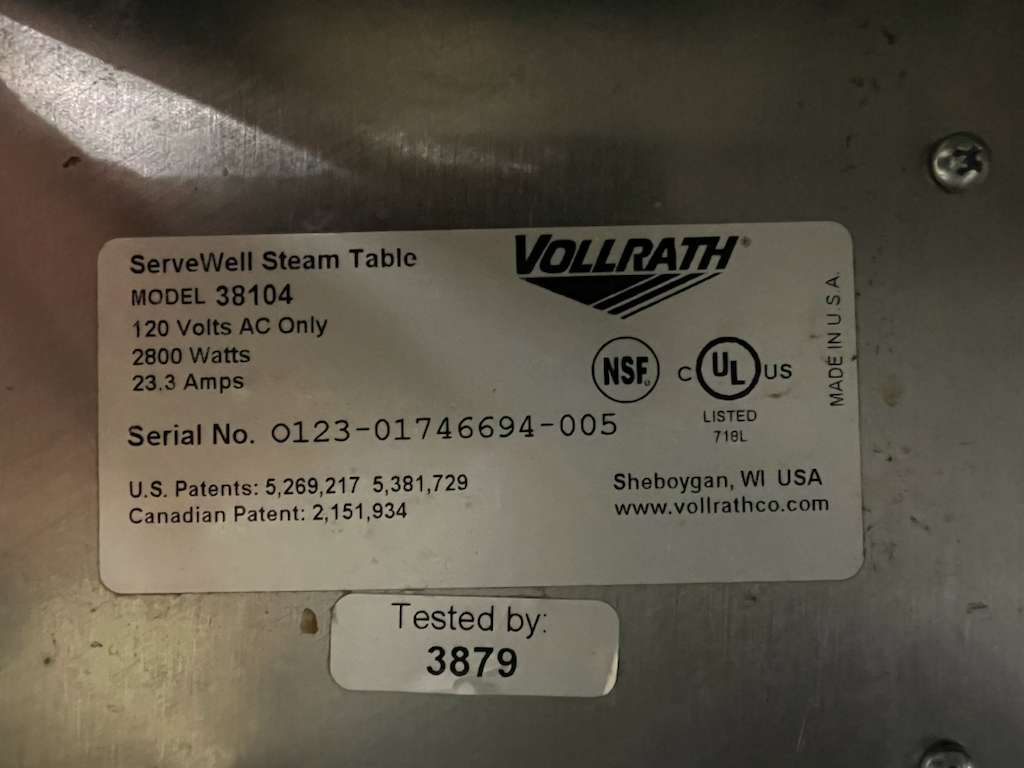 ServeWell Steam Table
MODEL 38104
120 Volts AC Only
2800 Watts
23.3 Amps
VOLLRATH®
NSF®
C UL US
LISTED
718L
MADE IN U.S.A.
Serial No. O123-01746694-005
U.S. Patents: 5,269,217 5,381,729
Canadian Patent: 2,151,934
Sheboygan, WI USA
www.vollrathco.com
Tested by:
3879